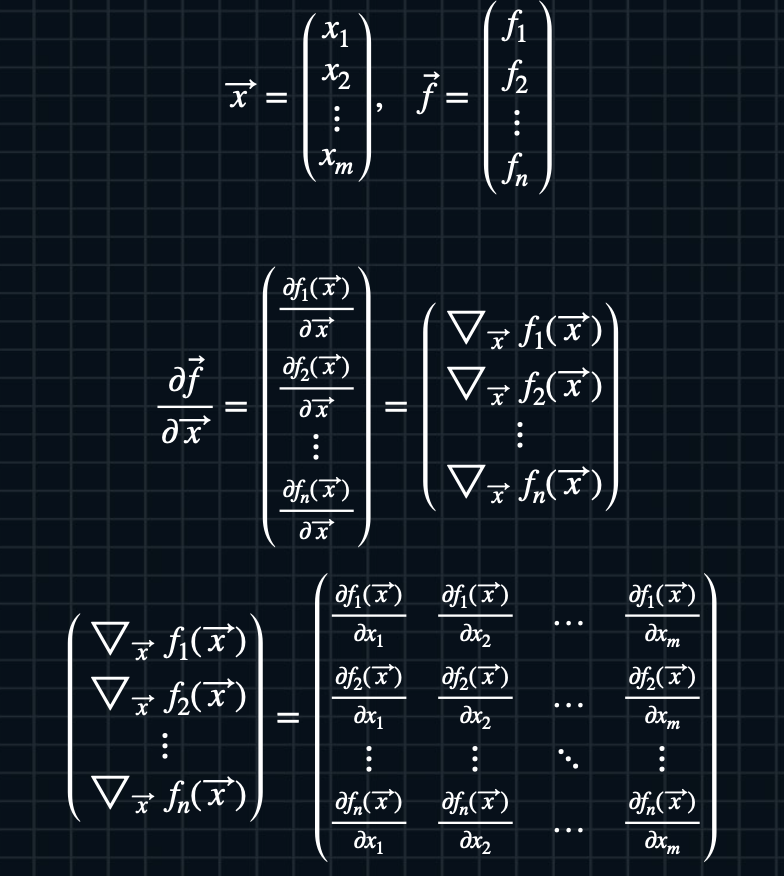 $\overrightarrow{x} = \begin{pmatrix} x_1 \\ x_2 \\ \vdots \\ x_m \end{pmatrix}, \quad \vec{f} = \begin{pmatrix} f_1 \\ f_2 \\ \vdots \\ f_n \end{pmatrix}$
$\frac{\partial \vec{f}}{\partial \overrightarrow{x}} = \begin{pmatrix} \frac{\partial f_1(\overrightarrow{x})}{\partial \overrightarrow{x}} \\ \frac{\partial f_2(\overrightarrow{x})}{\partial \overrightarrow{x}} \\ \vdots \\ \frac{\partial f_n(\overrightarrow{x})}{\partial \overrightarrow{x}} \end{pmatrix} = \begin{pmatrix} \nabla_{\overrightarrow{x}} f_1(\overrightarrow{x}) \\ \nabla_{\overrightarrow{x}} f_2(\overrightarrow{x}) \\ \vdots \\ \nabla_{\overrightarrow{x}} f_n(\overrightarrow{x}) \end{pmatrix}$
$\begin{pmatrix} \nabla_{\overrightarrow{x}} f_1(\overrightarrow{x}) \\ \nabla_{\overrightarrow{x}} f_2(\overrightarrow{x}) \\ \vdots \\ \nabla_{\overrightarrow{x}} f_n(\overrightarrow{x}) \end{pmatrix} = \begin{pmatrix} \frac{\partial f_1(\overrightarrow{x})}{\partial x_1} & \frac{\partial f_1(\overrightarrow{x})}{\partial x_2} & \cdots & \frac{\partial f_1(\overrightarrow{x})}{\partial x_m} \\ \frac{\partial f_2(\overrightarrow{x})}{\partial x_1} & \frac{\partial f_2(\overrightarrow{x})}{\partial x_2} & \cdots & \frac{\partial f_2(\overrightarrow{x})}{\partial x_m} \\ \vdots & \vdots & \ddots & \vdots \\ \frac{\partial f_n(\overrightarrow{x})}{\partial x_1} & \frac{\partial f_n(\overrightarrow{x})}{\partial x_2} & \cdots & \frac{\partial f_n(\overrightarrow{x})}{\partial x_m} \end{pmatrix}$